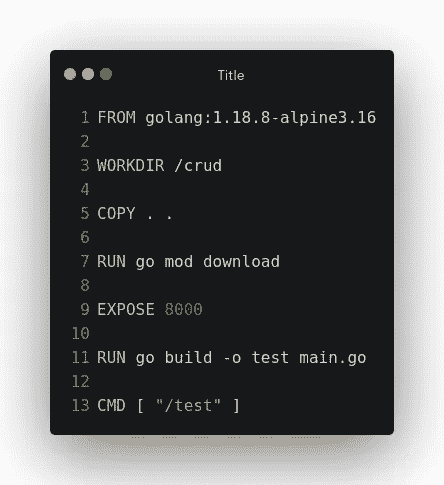 Title
1 FROM golang:1.18.8-alpine3.16
2
3 WORKDIR /crud
4
5 COPY . .
6
7 RUN go mod download
8
9 EXPOSE 8000
10
11 RUN go build -o test main.go
12
13 CMD [ "/test" ]